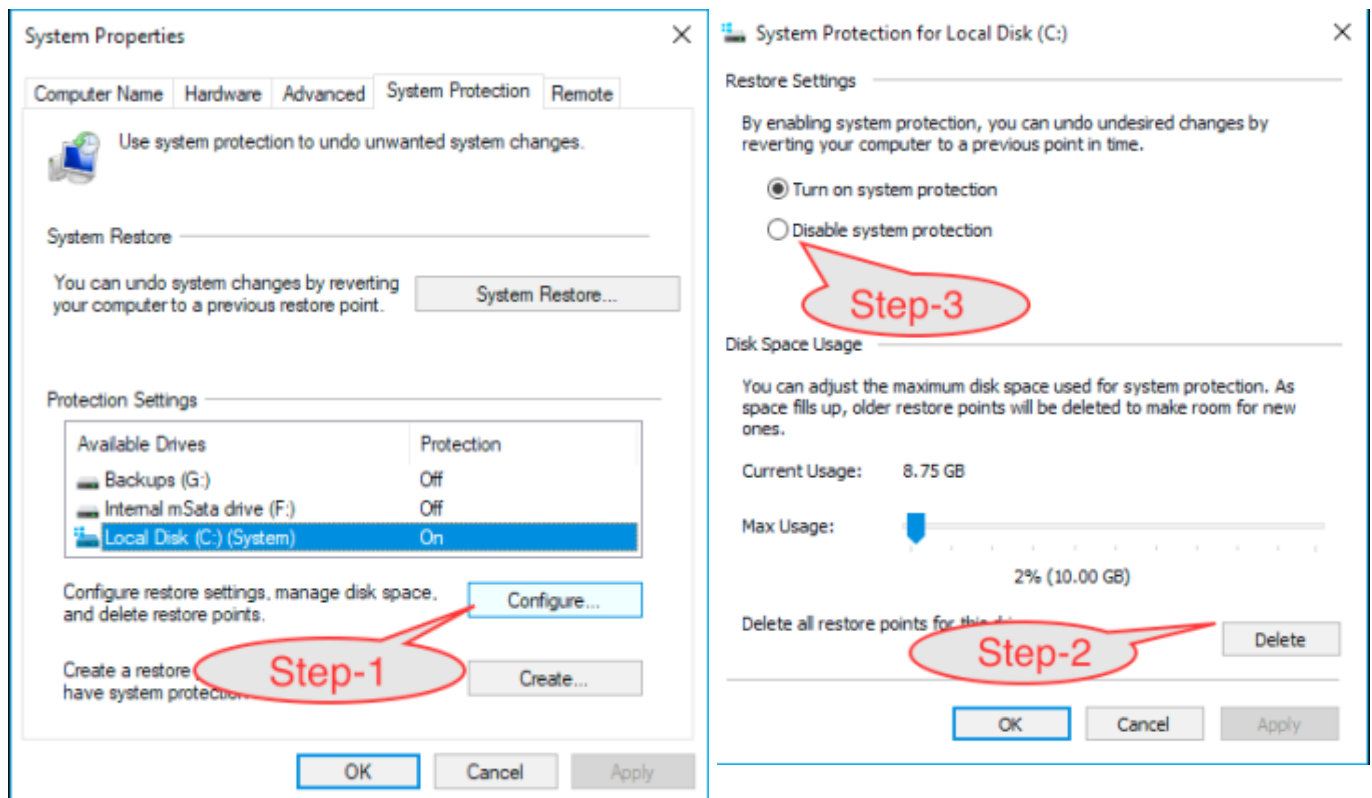 System Properties
Computer Name Hardware Advanced System Protection Remote
Use system protection to undo unwanted system changes.
System Restore
You can undo system changes by reverting
your computer to a previous restore point.
System Restore...
Protection Settings
Available Drives Protection
Backups (G:) Off
Internal mSata drive (F:) Off
Local Disk (C:) (System) On
Configure restore settings, manage disk space,
and delete restore points.
Configure...
Step-1
Create a restore
have system protection
Create...
OK Cancel Apply
System Protection for Local Disk (C:)
Restore Settings
By enabling system protection, you can undo undesired changes by
reverting your computer to a previous point in time.
Turn on system protection
Disable system protection
Step-3
Disk Space Usage
You can adjust the maximum disk space used for system protection. As
space fills up, older restore points will be deleted to make room for new
ones.
Current Usage: 8.75 GB
Max Usage:
2% (10.00 GB)
Delete all restore points for this
Step-2
Delete
OK Cancel Apply